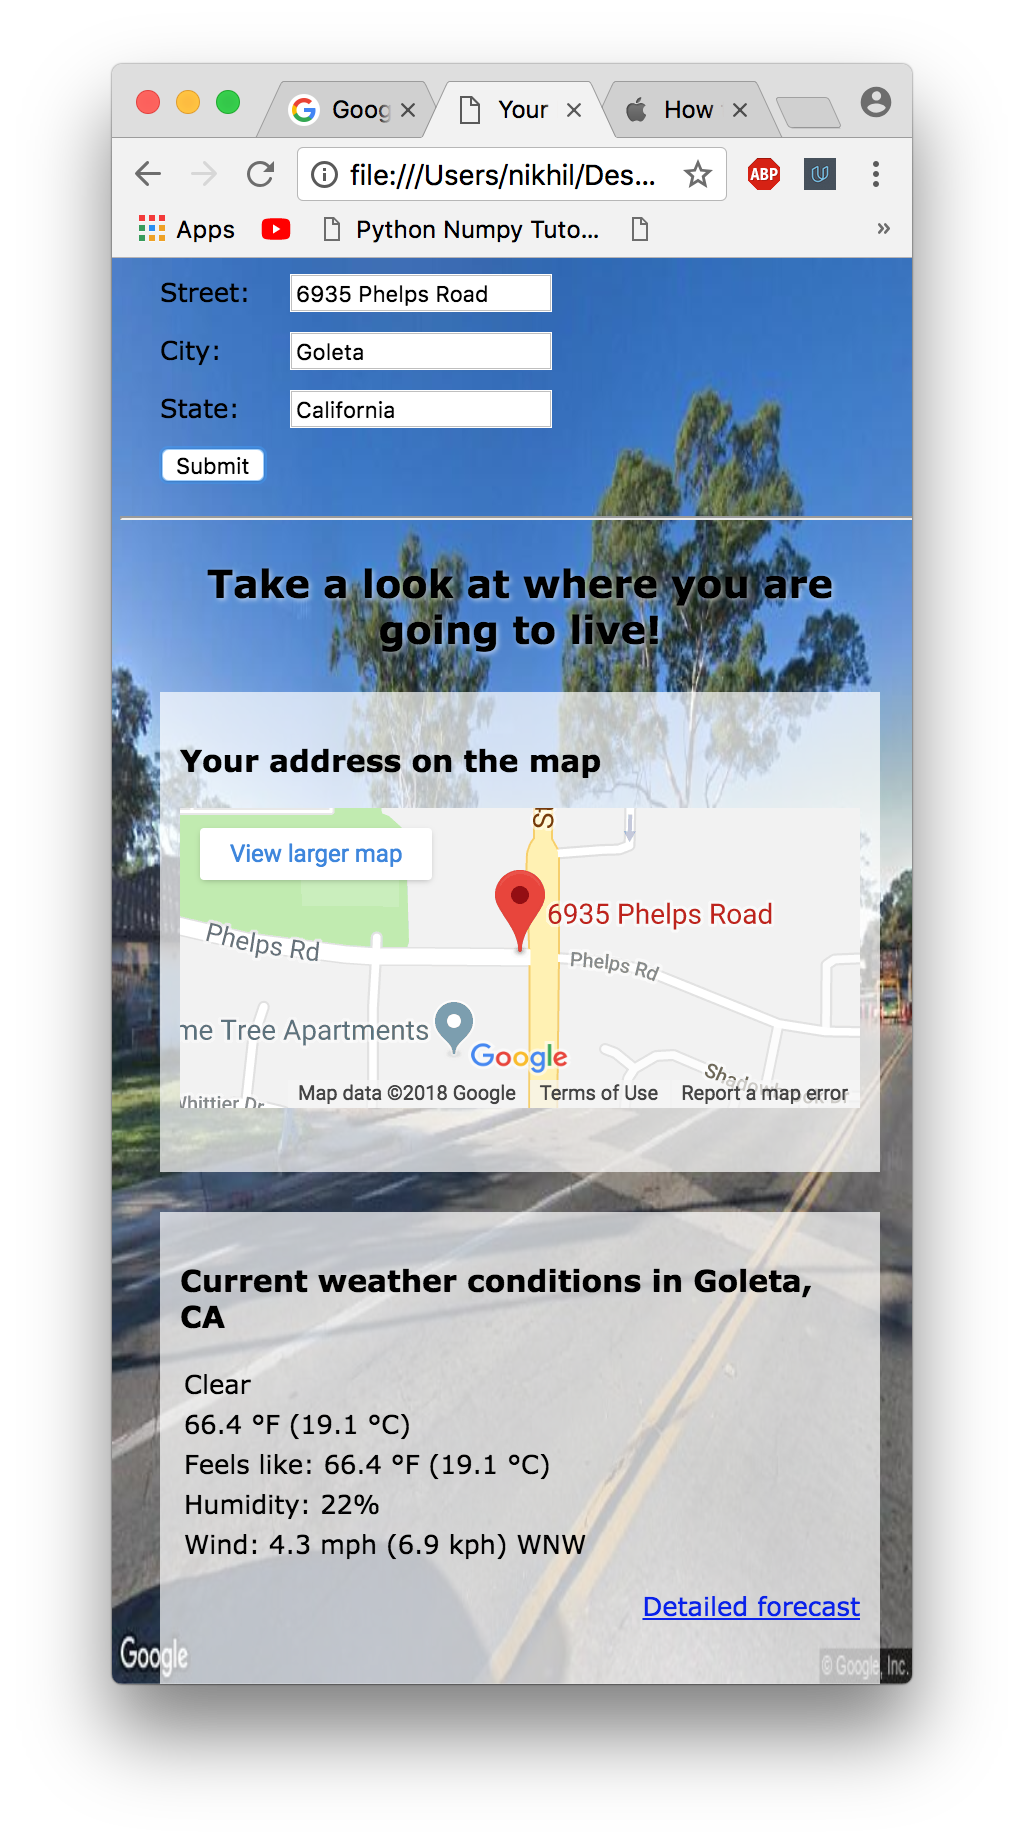 Goog
Your
How
file:///Users/nikhil/Des...
ABP
Apps
Python Numpy Tuto...
»
Street: 6935 Phelps Road
City: Goleta
State: California
Submit
Take a look at where you are
going to live!
Your address on the map
View larger map
St
6935 Phelps Road
Phelps Rd
Phelps Rd
me Tree Apartments
Google
Shadowbrook Dr
Whittier Dr
Map data ©2018 Google Terms of Use Report a map error
Current weather conditions in Goleta,
CA
Clear
66.4 °F (19.1 °C)
Feels like: 66.4 °F (19.1 °C)
Humidity: 22%
Wind: 4.3 mph (6.9 kph) WNW
Detailed forecast
Google
© Google, Inc.